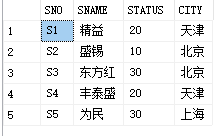 SNO SNAME STATUS CITY
1 S1 精益 20 天津
2 S2 盛锡 10 北京
3 S3 东方红 30 北京
4 S4 丰泰盛 20 天津
5 S5 为民 30 上海